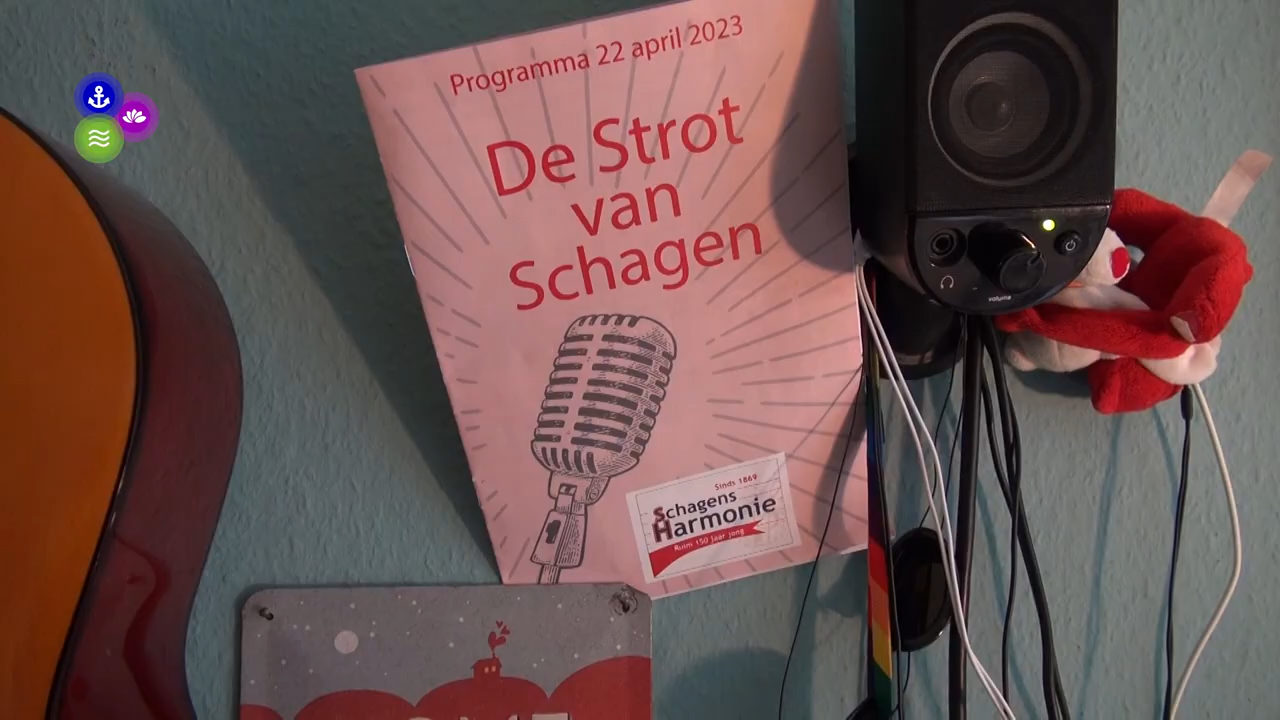 Programma 22 april 2023
De Strot
van
Schagen
Sinds 1869
Schagens
Harmonie
Ruim 150 jaar jong
volume